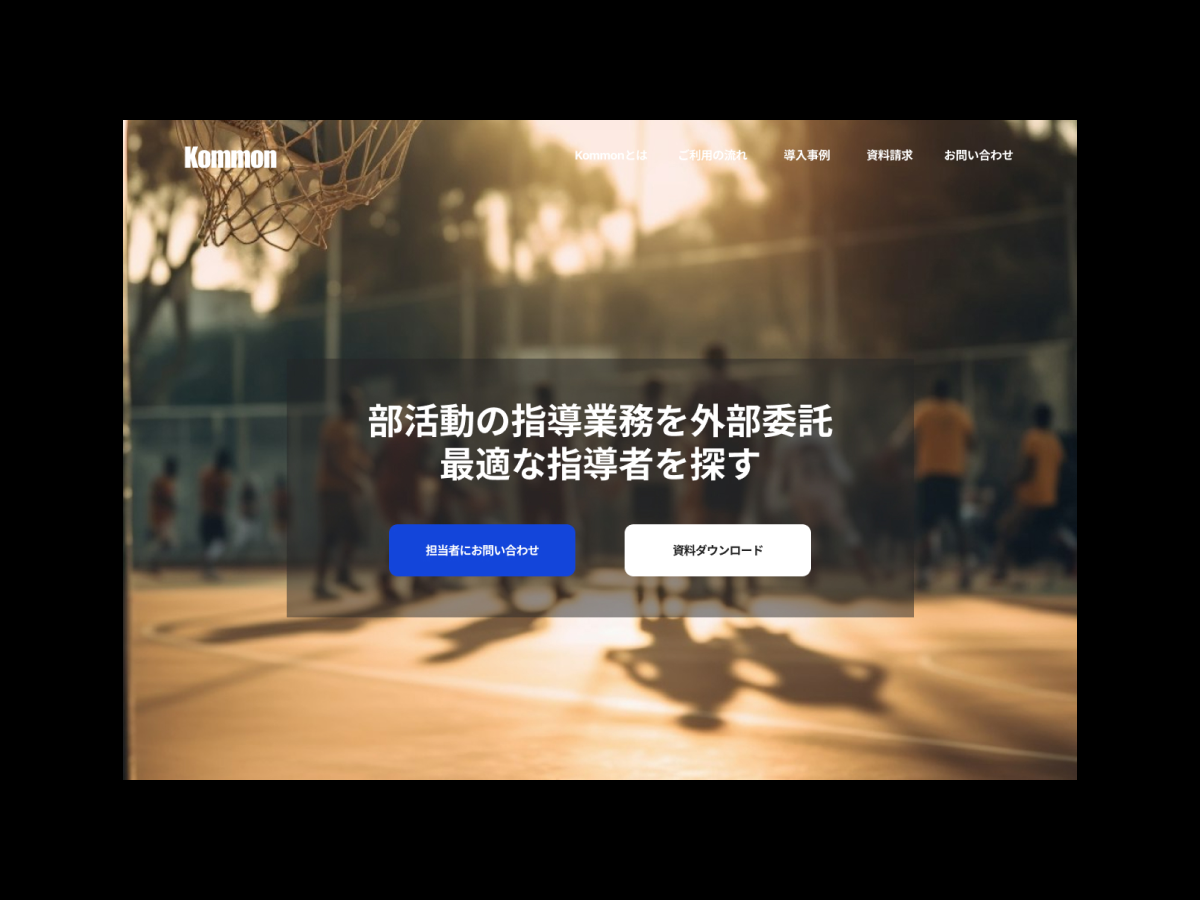 Kommon
Kommonとは
ご利用の流れ
導入事例
資料請求
お問い合わせ
部活動の指導業務を外部委託
最適な指導者を探す
担当者にお問い合わせ
資料ダウンロード